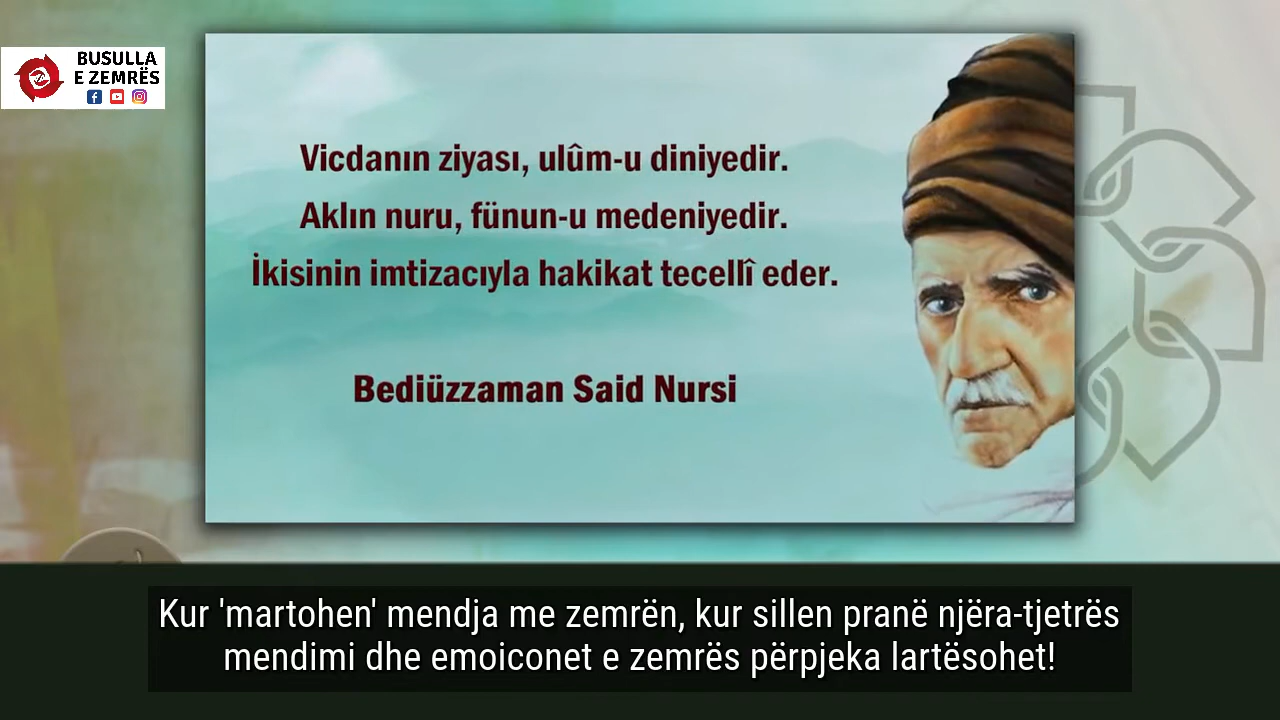 BUSULLA
E ZEMRËS
Vicdanın ziyası, ulûm-u diniyedir.
Aklın nuru, fünun-u medeniyedir.
İkisinin imtizacıyla hakikat tecellî eder.
Bediüzzaman Said Nursi
Kur 'martohen' mendja me zemrën, kur sillen pranë njëra-tjetrës
mendimi dhe emoiconet e zemrës përpjeka lartësohet!